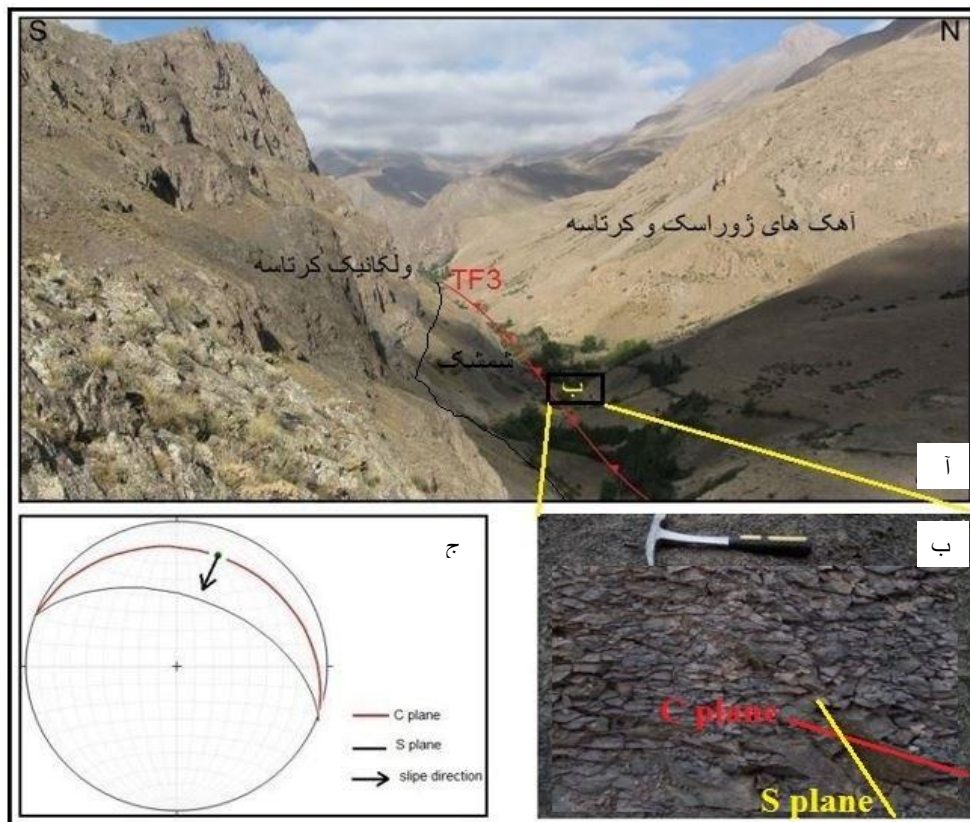 S
N
آهک های ژوراسک و کرتاسه
ولکانیک کرتاسه
TF3
شمشک
ب
آ
ج
ب
C plane
S plane
C plane
S plane
slipe direction